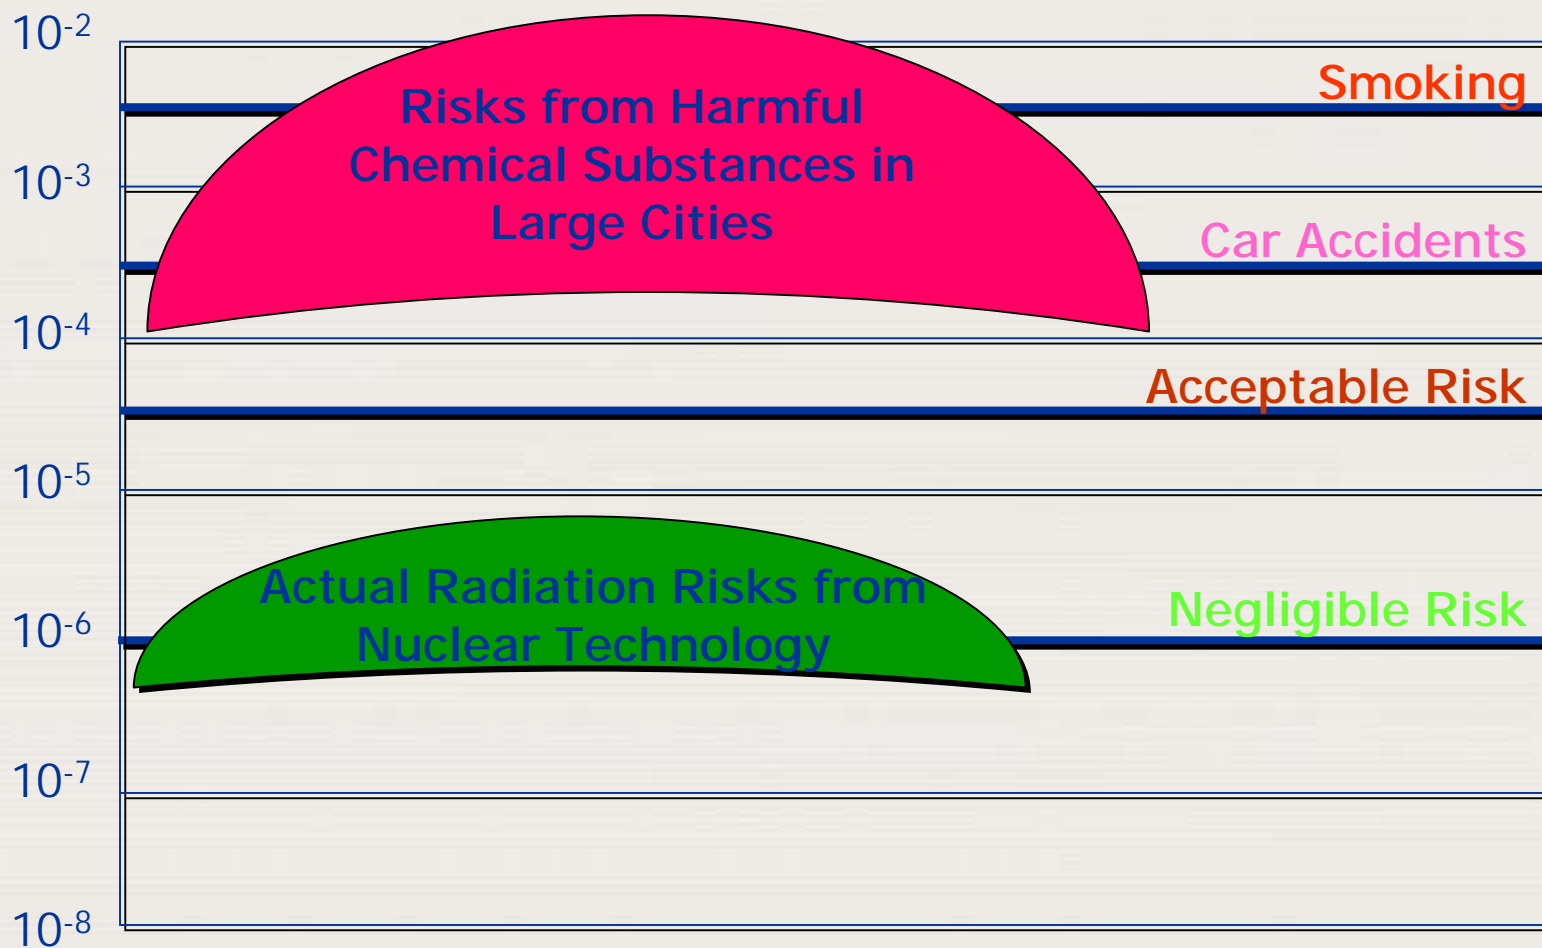 10⁻²
Smoking
Risks from Harmful
Chemical Substances in
Large Cities
10⁻³
Car Accidents
10⁻⁴
Acceptable Risk
10⁻⁵
Actual Radiation Risks from
Nuclear Technology
10⁻⁶
Negligible Risk
10⁻⁷
10⁻⁸